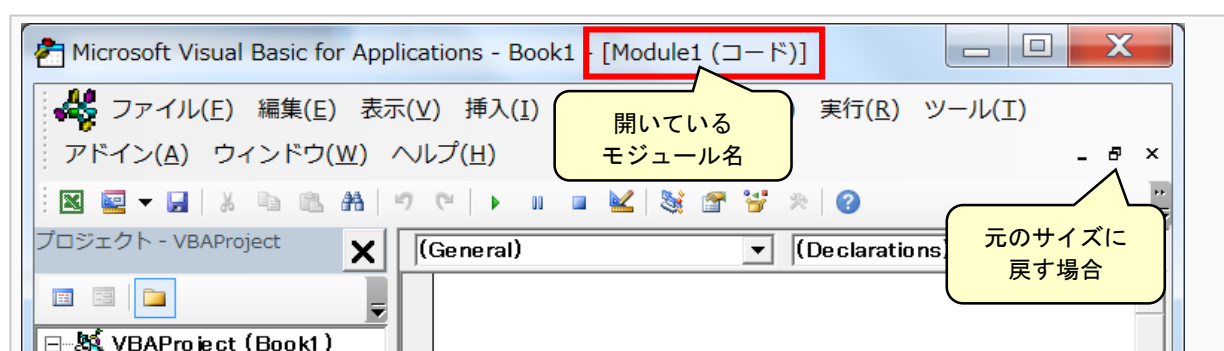 Microsoft Visual Basic for Applications - Book1 - [Module1 (コード)]
ファイル(F) 編集(E) 表示(V) 挿入(I) 実行(R) ツール(T)
アドイン(A) ウィンドウ(W) ヘルプ(H)
開いている
モジュール名
プロジェクト - VBAProject
(General)
(Declarations)
元のサイズに
戻す場合
VBAProject (Book1)